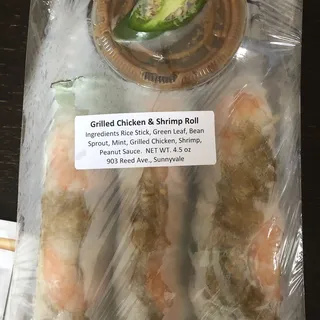 Grilled Chicken & Shrimp Roll
Ingredients Rice Stick, Green Leaf, Bean
Sprout, Mint, Grilled Chicken, Shrimp,
Peanut Sauce. NET WT. 4.5 oz
903 Reed Ave., Sunnyvale